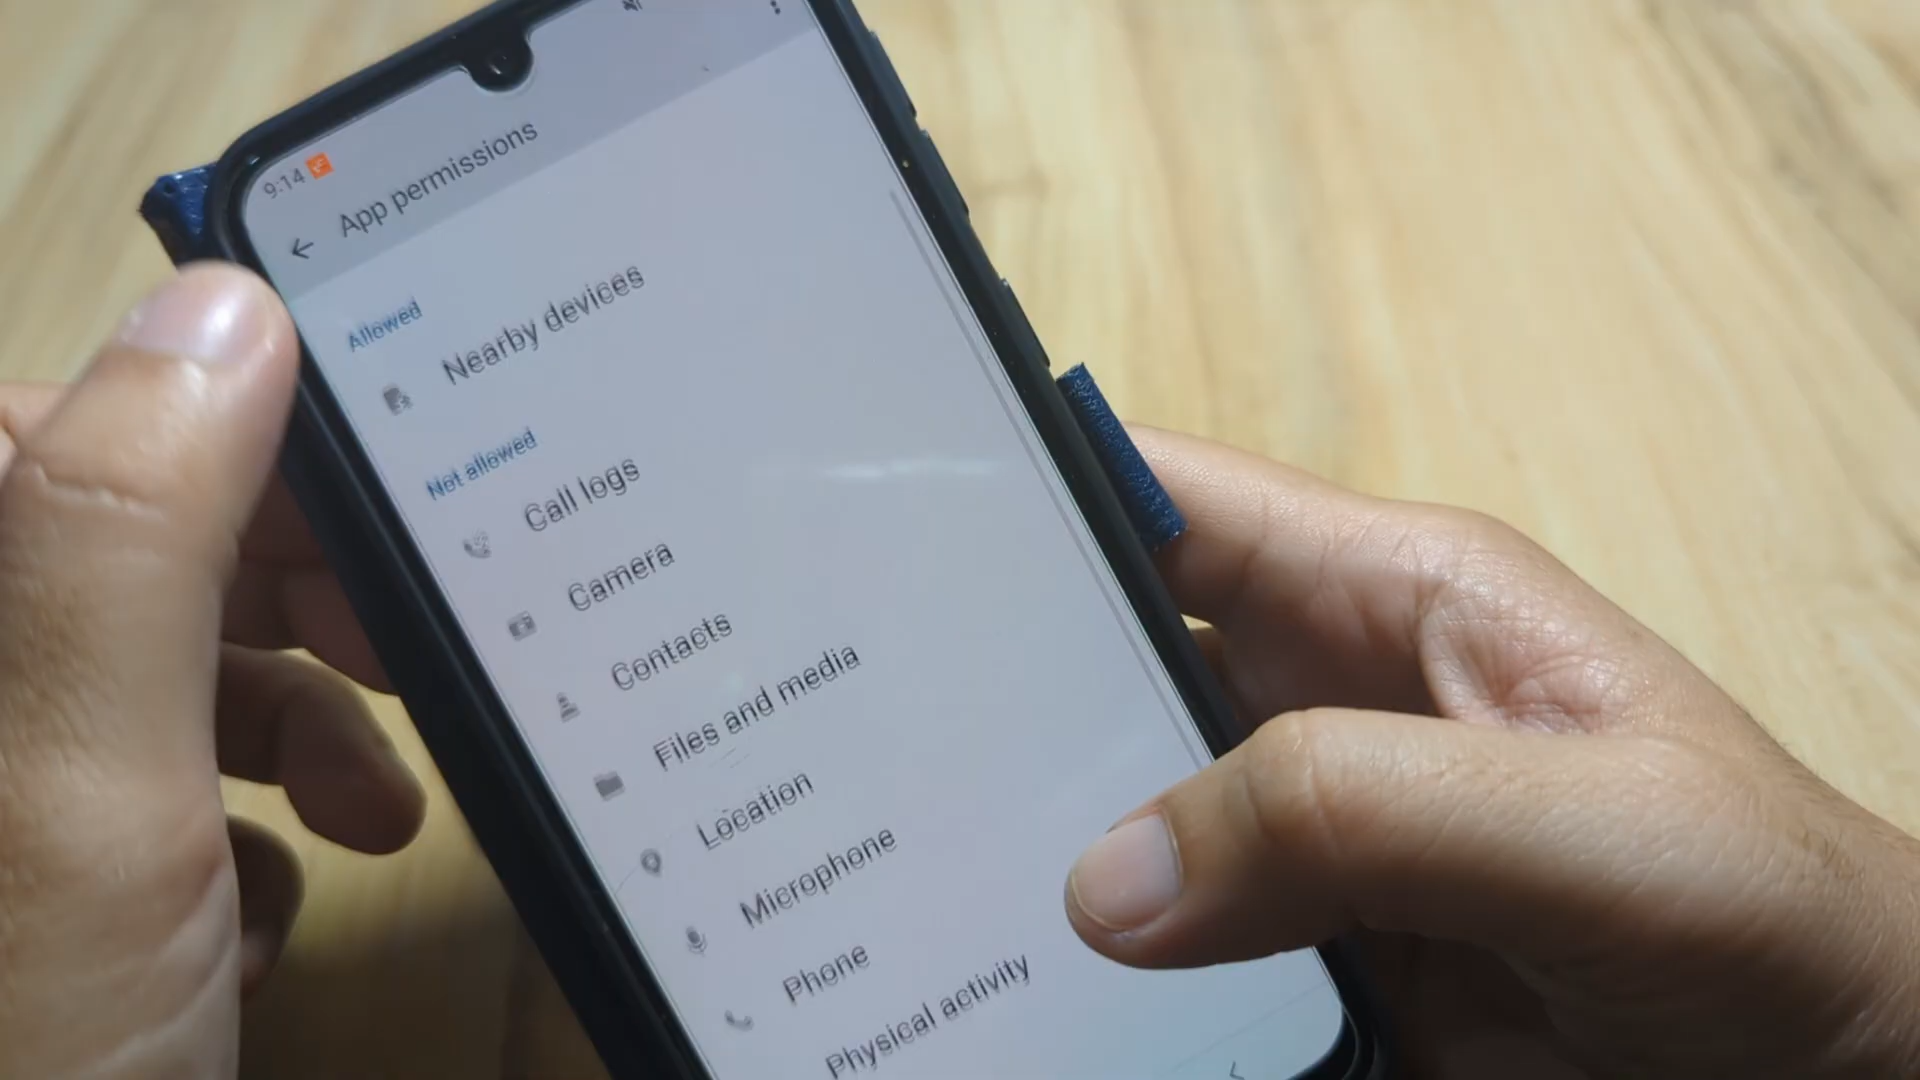 9:14
App permissions
Allowed
Nearby devices
Not allowed
Call logs
Camera
Contacts
Files and media
Location
Microphone
Phone
Physical activity